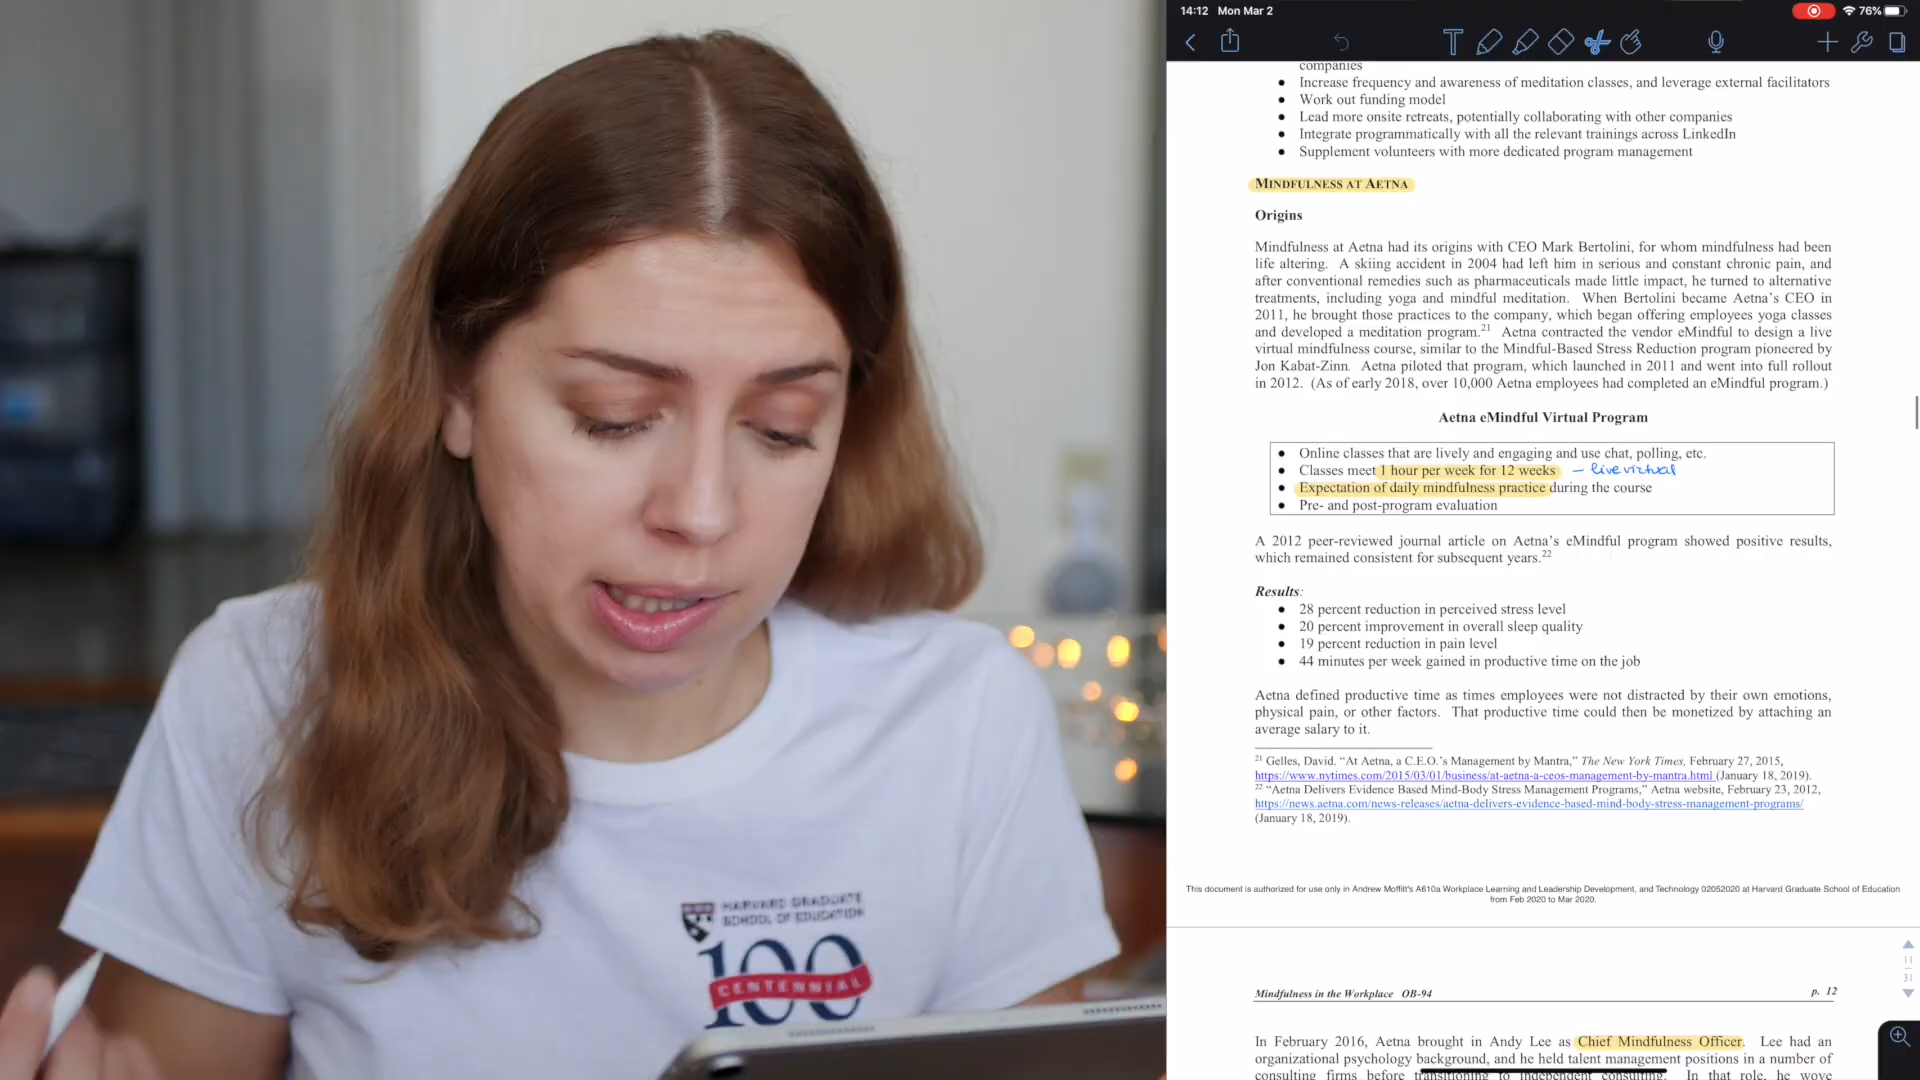 14:12 Mon Mar 2
76%
companies
● Increase frequency and awareness of meditation classes, and leverage external facilitators
● Work out funding model
● Lead more onsite retreats, potentially collaborating with other companies
● Integrate programmatically with all the relevant trainings across LinkedIn
● Supplement volunteers with more dedicated program management
MINDFULNESS AT AETNA
Origins
Mindfulness at Aetna had its origins with CEO Mark Bertolini, for whom mindfulness had been
life altering. A skiing accident in 2004 had left him in serious and constant chronic pain, and
after conventional remedies such as pharmaceuticals made little impact, he turned to alternative
treatments, including yoga and mindful meditation. When Bertolini became Aetna's CEO in
2011, he brought those practices to the company, which began offering employees yoga classes
and developed a meditation program.21 Aetna contracted the vendor eMindful to design a live
virtual mindfulness course, similar to the Mindful-Based Stress Reduction program pioneered by
Jon Kabat-Zinn. Aetna piloted that program, which launched in 2011 and went into full rollout
in 2012. (As of early 2018, over 10,000 Aetna employees had completed an eMindful program.)
Aetna eMindful Virtual Program
● Online classes that are lively and engaging and use chat, polling, etc.
● Classes meet 1 hour per week for 12 weeks – live virtual
● Expectation of daily mindfulness practice during the course
● Pre- and post-program evaluation
A 2012 peer-reviewed journal article on Aetna's eMindful program showed positive results,
which remained consistent for subsequent years.22
Results:
● 28 percent reduction in perceived stress level
● 20 percent improvement in overall sleep quality
● 19 percent reduction in pain level
● 44 minutes per week gained in productive time on the job
Aetna defined productive time as times employees were not distracted by their own emotions,
physical pain, or other factors. That productive time could then be monetized by attaching an
average salary to it.
21 Gelles, David. “At Aetna, a C.E.O.'s Management by Mantra,” The New York Times, February 27, 2015,
https://www.nytimes.com/2015/03/01/business/at-aetna-a-ceos-management-by-mantra.html (January 18, 2019).
22 “Aetna Delivers Evidence Based Mind-Body Stress Management Programs,” Aetna website, February 23, 2012,
https://news.aetna.com/news-releases/aetna-delivers-evidence-based-mind-body-stress-management-programs/
(January 18, 2019).
This document is authorized for use only in Andrew Moffitt's A610a Workplace Learning and Leadership Development, and Technology 02052020 at Harvard Graduate School of Education
from Feb 2020 to Mar 2020.
11
31
Mindfulness in the Workplace OB-94 p. 12
In February 2016, Aetna brought in Andy Lee as Chief Mindfulness Officer. Lee had an
organizational psychology background, and he held talent management positions in a number of
consulting firms before transitioning to independent consulting. In that role, he wove
HARVARD GRADUATE
SCHOOL OF EDUCATION
100
CENTENNIAL